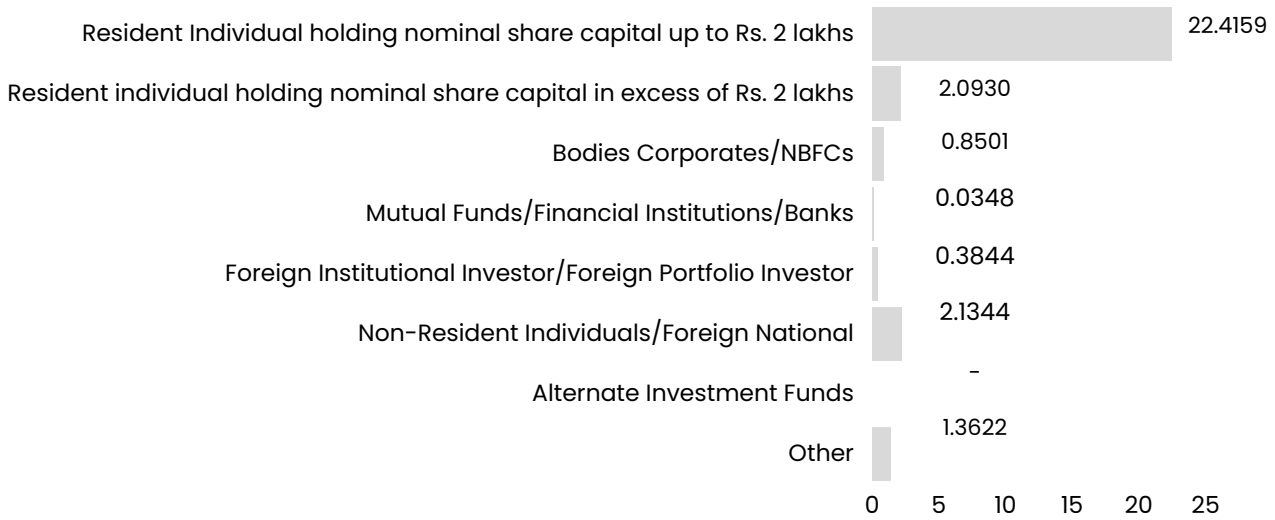 Resident Individual holding nominal share capital up to Rs. 2 lakhs 22.4159
Resident individual holding nominal share capital in excess of Rs. 2 lakhs 2.0930
Bodies Corporates/NBFCs 0.8501
Mutual Funds/Financial Institutions/Banks 0.0348
Foreign Institutional Investor/Foreign Portfolio Investor 0.3844
Non-Resident Individuals/Foreign National 2.1344
Alternate Investment Funds -
Other 1.3622
0 5 10 15 20 25